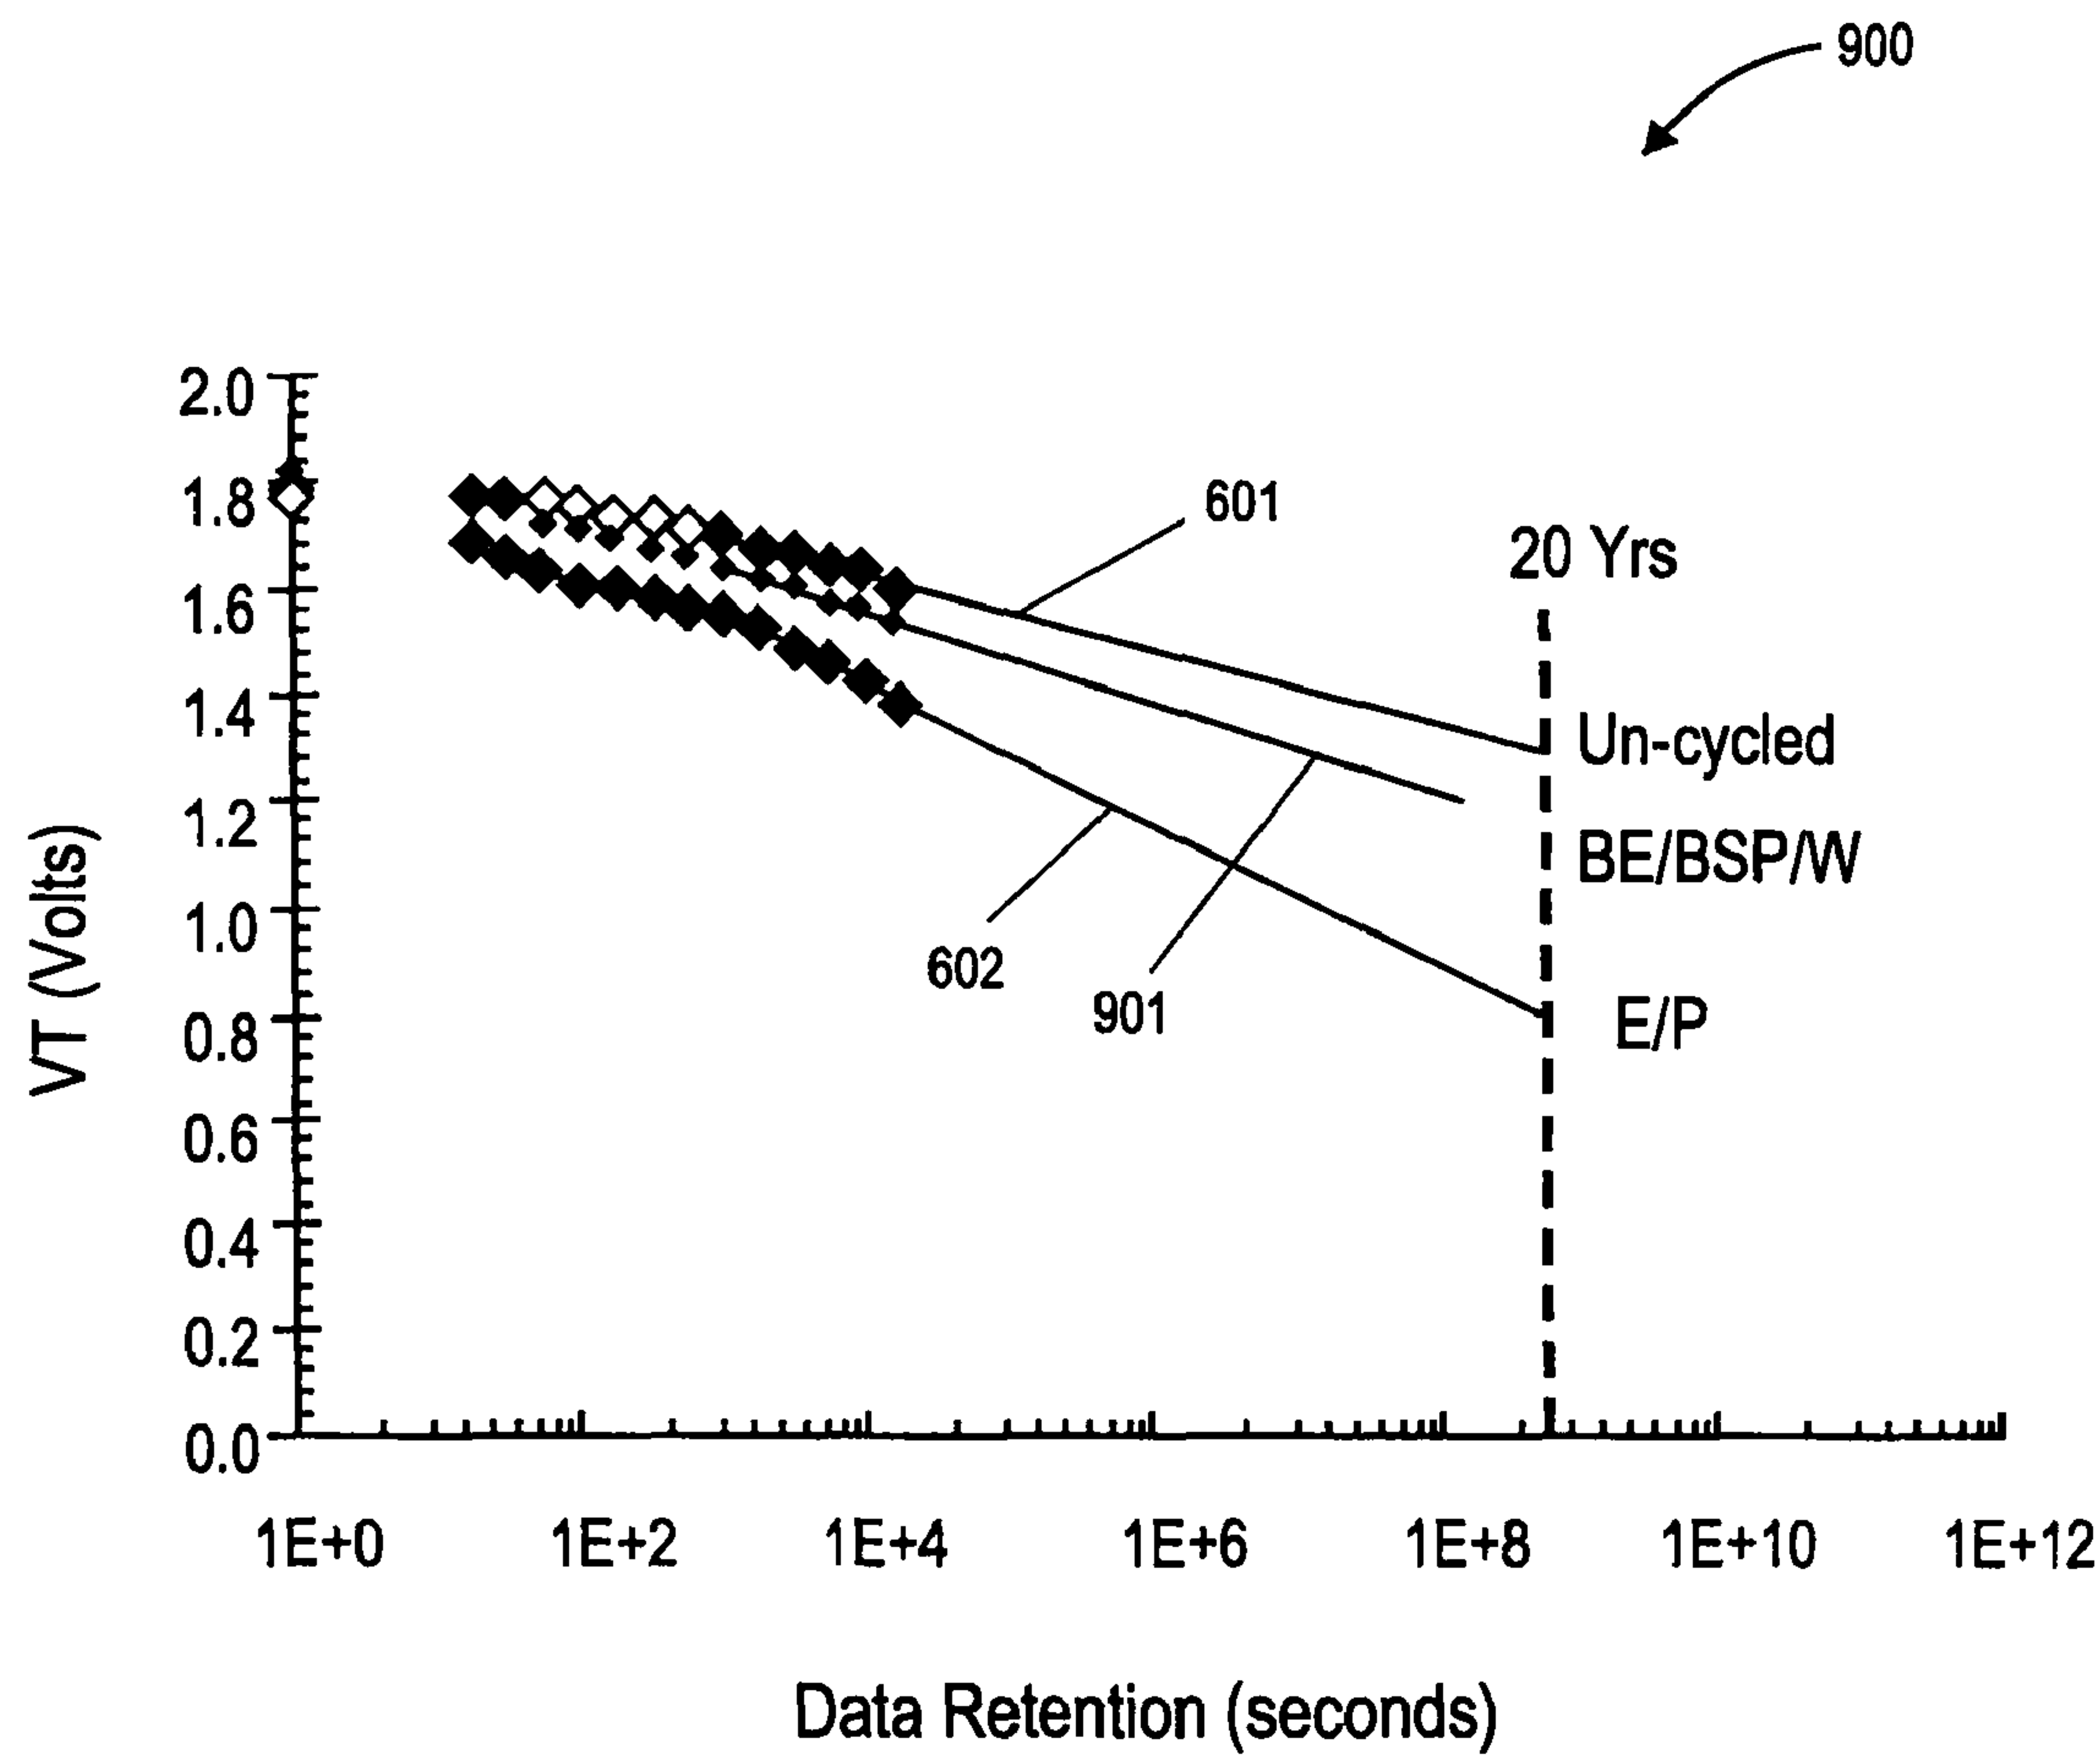 900
2.0
1.8
1.6
1.4
1.2
1.0
0.8
0.6
0.4
0.2
0.0
VT (Volts)
601
20 Yrs
Un-cycled
BE/BSP/W
602
901
E/P
1E+0 1E+2 1E+4 1E+6 1E+8 1E+10 1E+12
Data Retention (seconds)